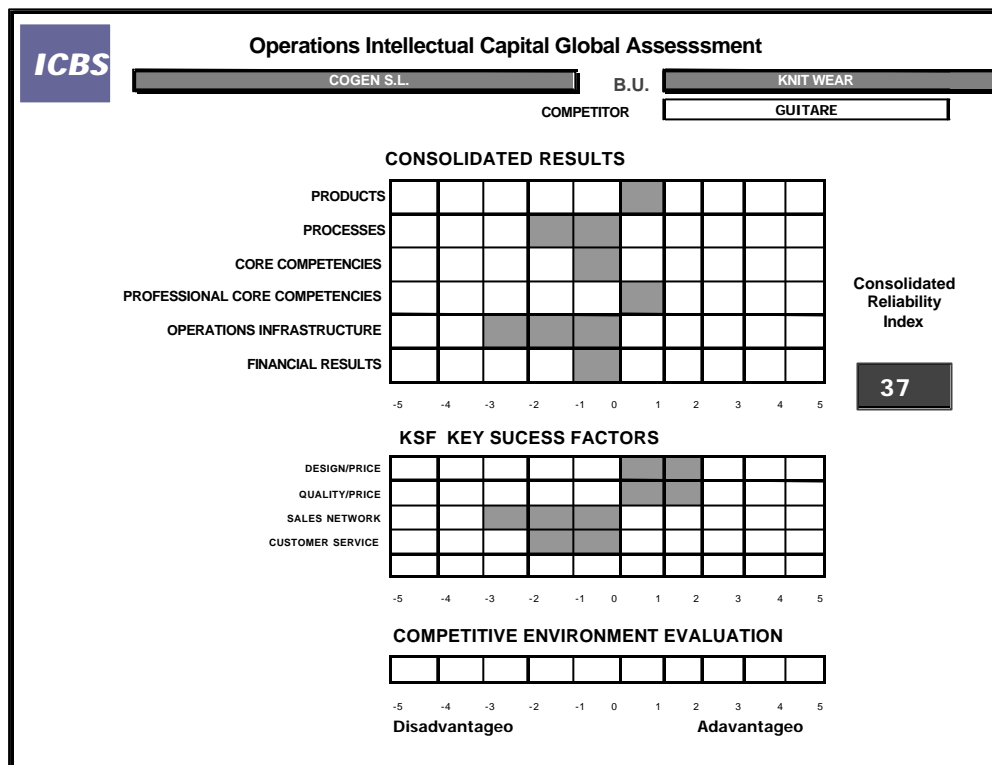 ICBS
Operations Intellectual Capital Global Assesssment
COGEN S.L. B.U. KNIT WEAR
COMPETITOR GUITARE
CONSOLIDATED RESULTS
PRODUCTS
PROCESSES
CORE COMPETENCIES
PROFESSIONAL CORE COMPETENCIES
OPERATIONS INFRASTRUCTURE
FINANCIAL RESULTS
-5 -4 -3 -2 -1 0 1 2 3 4 5
Consolidated
Reliability
Index
37
KSF KEY SUCESS FACTORS
DESIGN/PRICE
QUALITY/PRICE
SALES NETWORK
CUSTOMER SERVICE
-5 -4 -3 -2 -1 0 1 2 3 4 5
COMPETITIVE ENVIRONMENT EVALUATION
-5 -4 -3 -2 -1 0 1 2 3 4 5
Disadvantageo Adavantageo